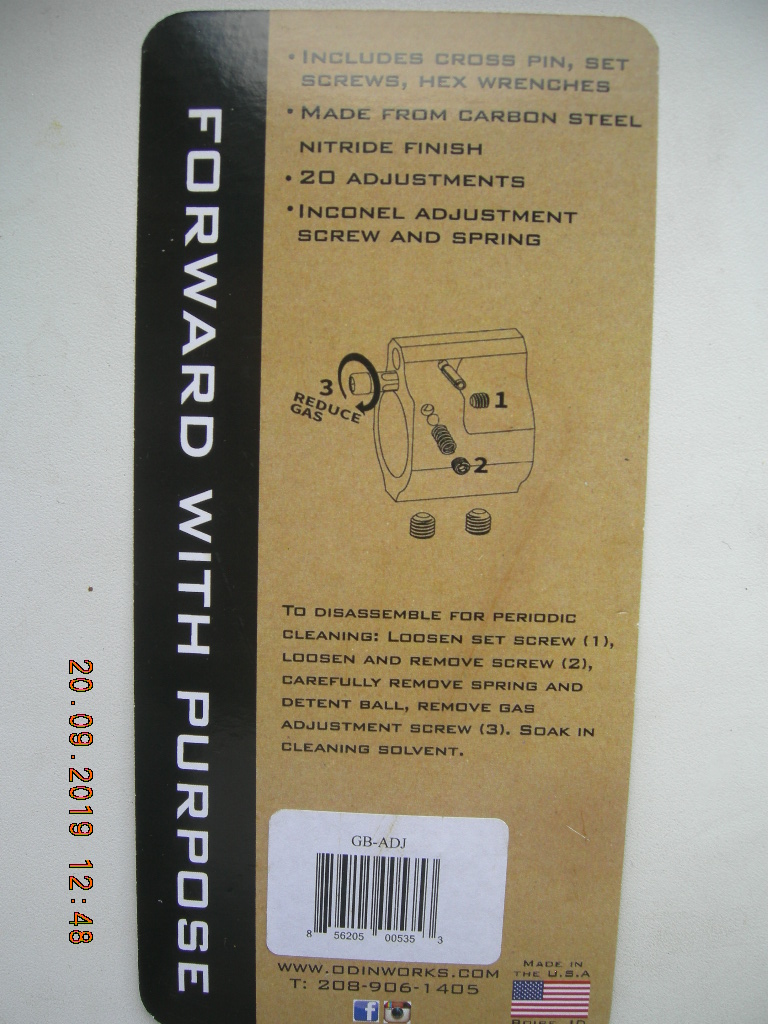 • Includes cross pin, set
screws, hex wrenches
• Made from carbon steel
nitride finish
• 20 adjustments
• Inconel adjustment
screw and spring
FORWARD WITH PURPOSE
3
REDUCE
GAS
1
2
To disassemble for periodic
cleaning: Loosen set screw (1),
loosen and remove screw (2),
carefully remove spring and
detent ball, remove gas
adjustment screw (3). Soak in
cleaning solvent.
GB-ADJ
8 56205 00535 3
www.odinworks.com
T: 208-906-1405
Made in
the U.S.A
Boise, ID
f
20.09.2019 12:48